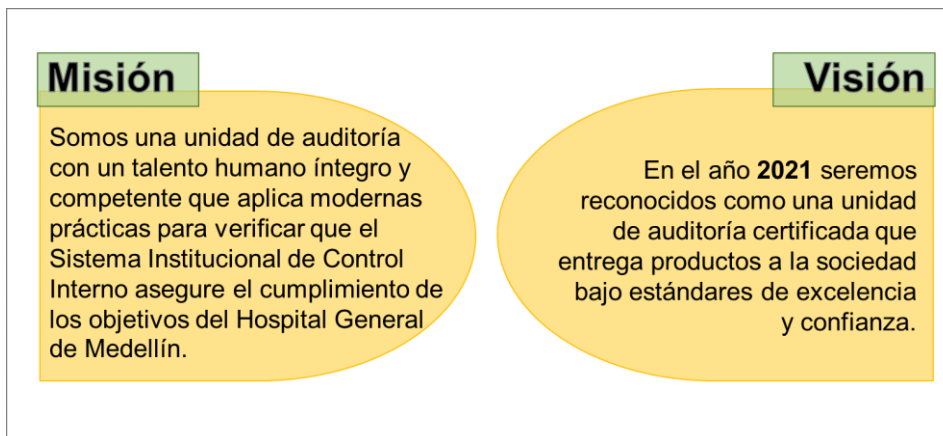 Misión
Somos una unidad de auditoría
con un talento humano íntegro y
competente que aplica modernas
prácticas para verificar que el
Sistema Institucional de Control
Interno asegure el cumplimiento de
los objetivos del Hospital General
de Medellín.
Visión
En el año 2021 seremos
reconocidos como una unidad
de auditoría certificada que
entrega productos a la sociedad
bajo estándares de excelencia
y confianza.